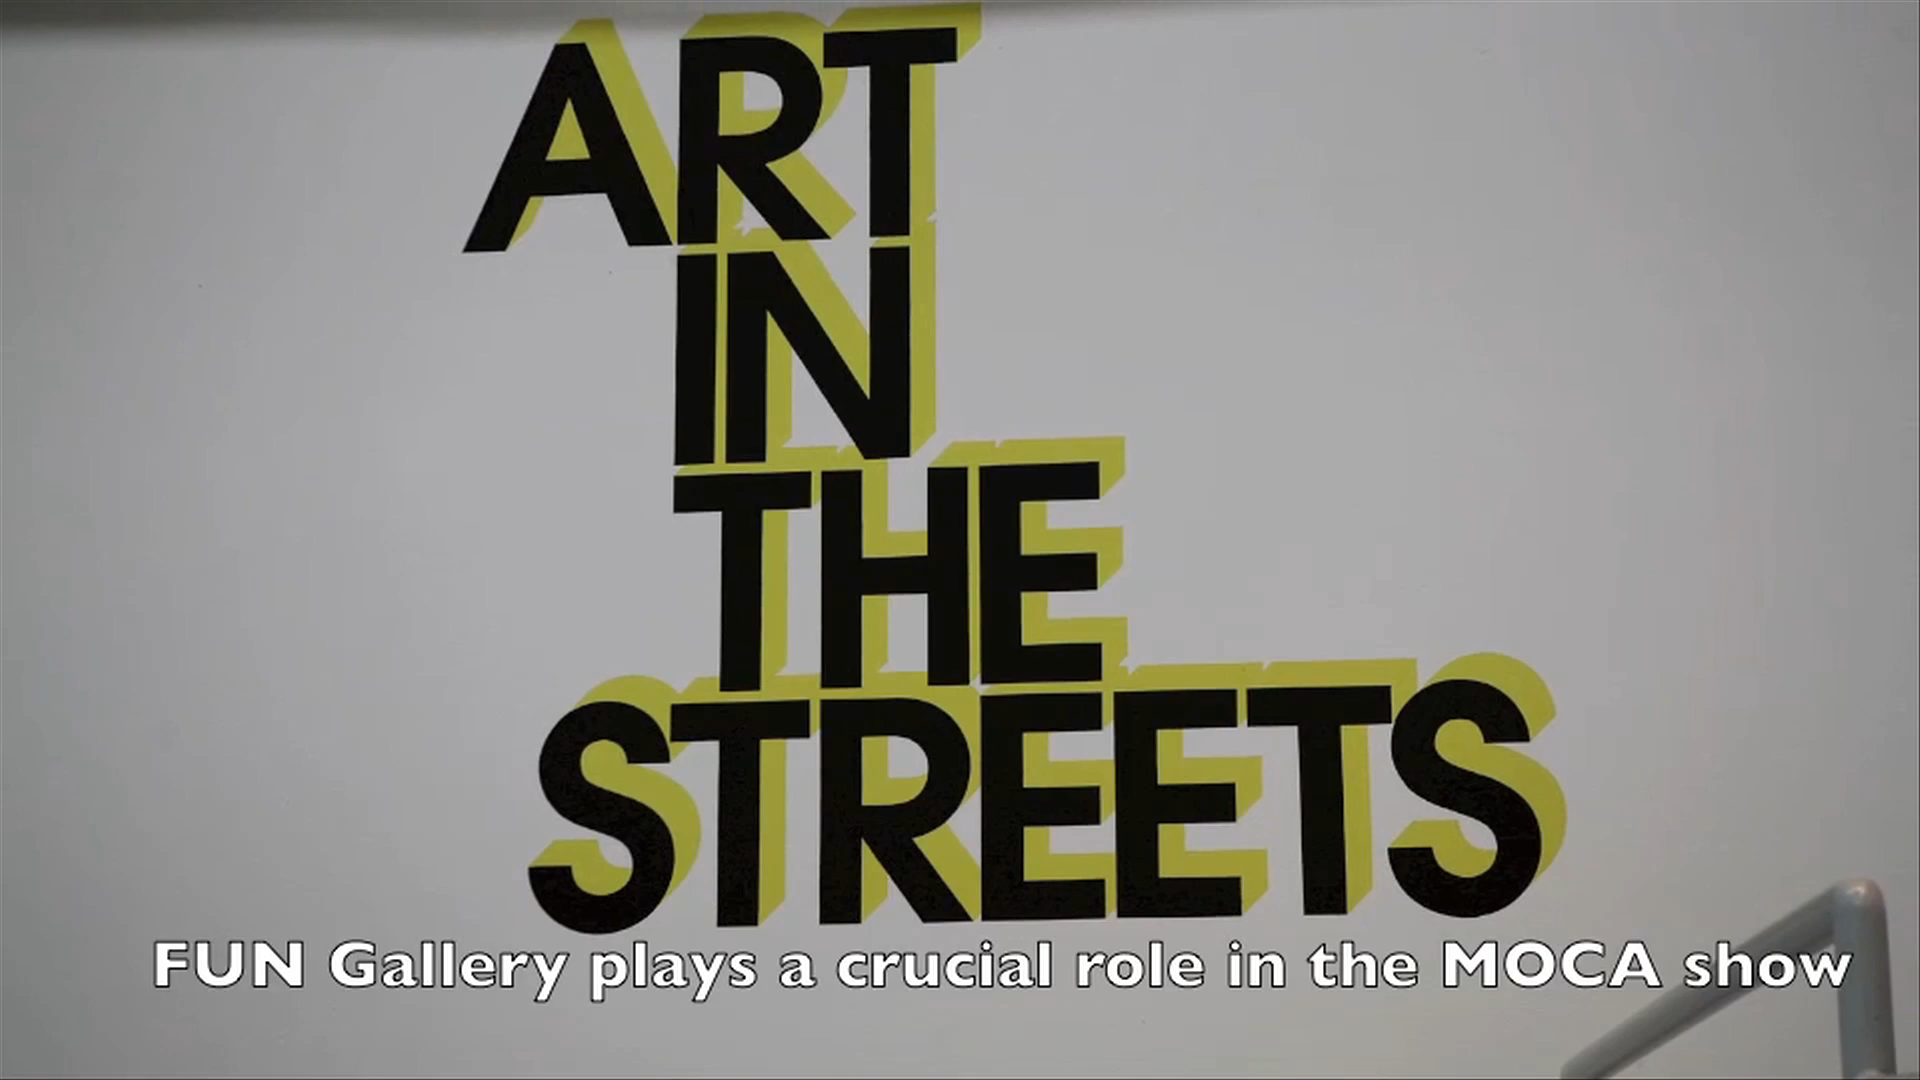 ART
IN
THE
STREETS
FUN Gallery plays a crucial role in the MOCA show